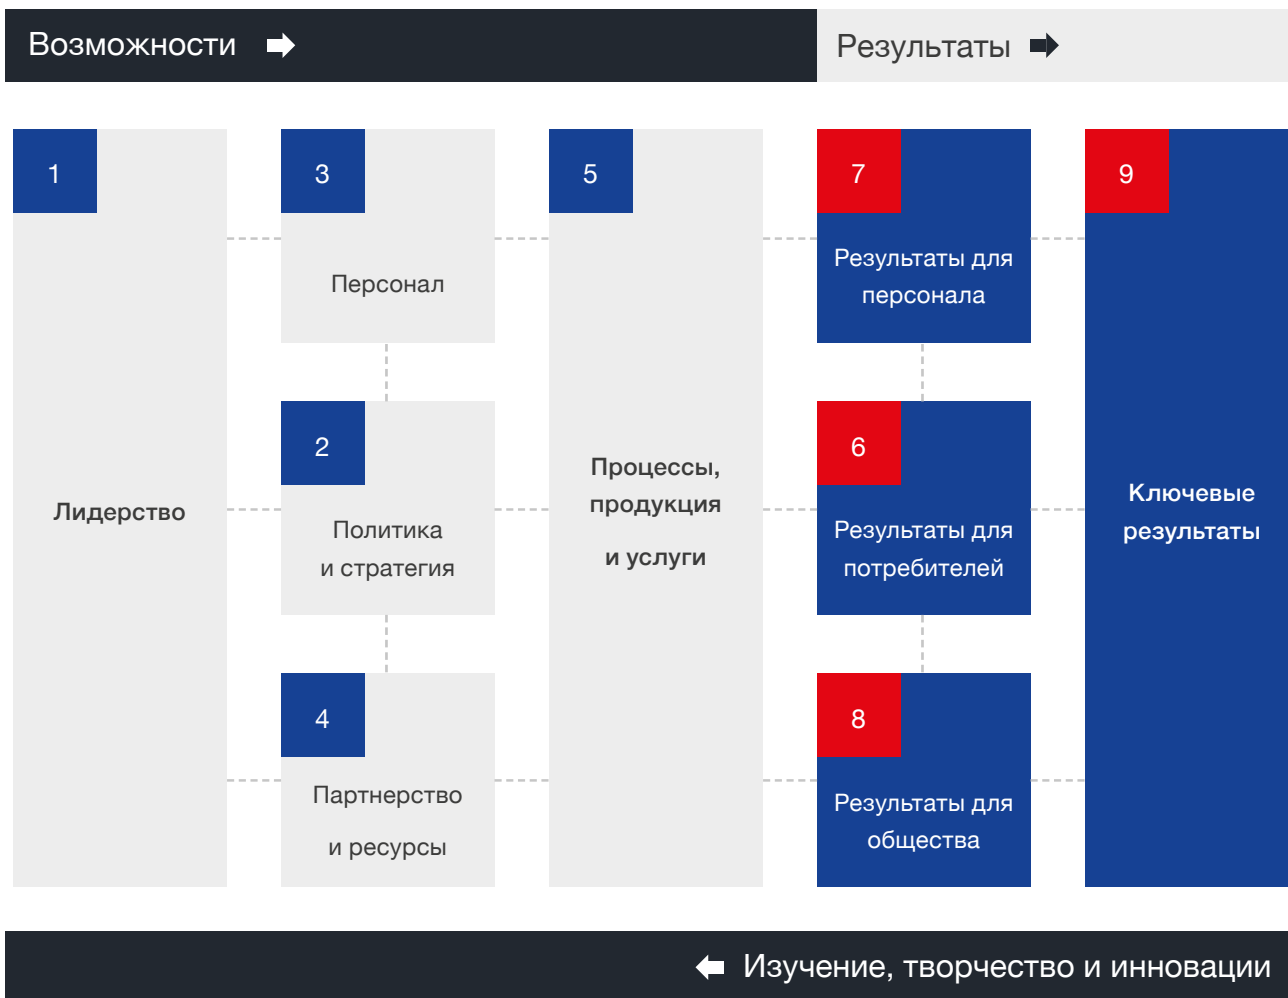 Возможности
Результаты
1
Лидерство
3
Персонал
2
Политика
и стратегия
4
Партнерство
и ресурсы
5
Процессы,
продукция
и услуги
7
Результаты для
персонала
6
Результаты для
потребителей
8
Результаты для
общества
9
Ключевые
результаты
Изучение, творчество и инновации